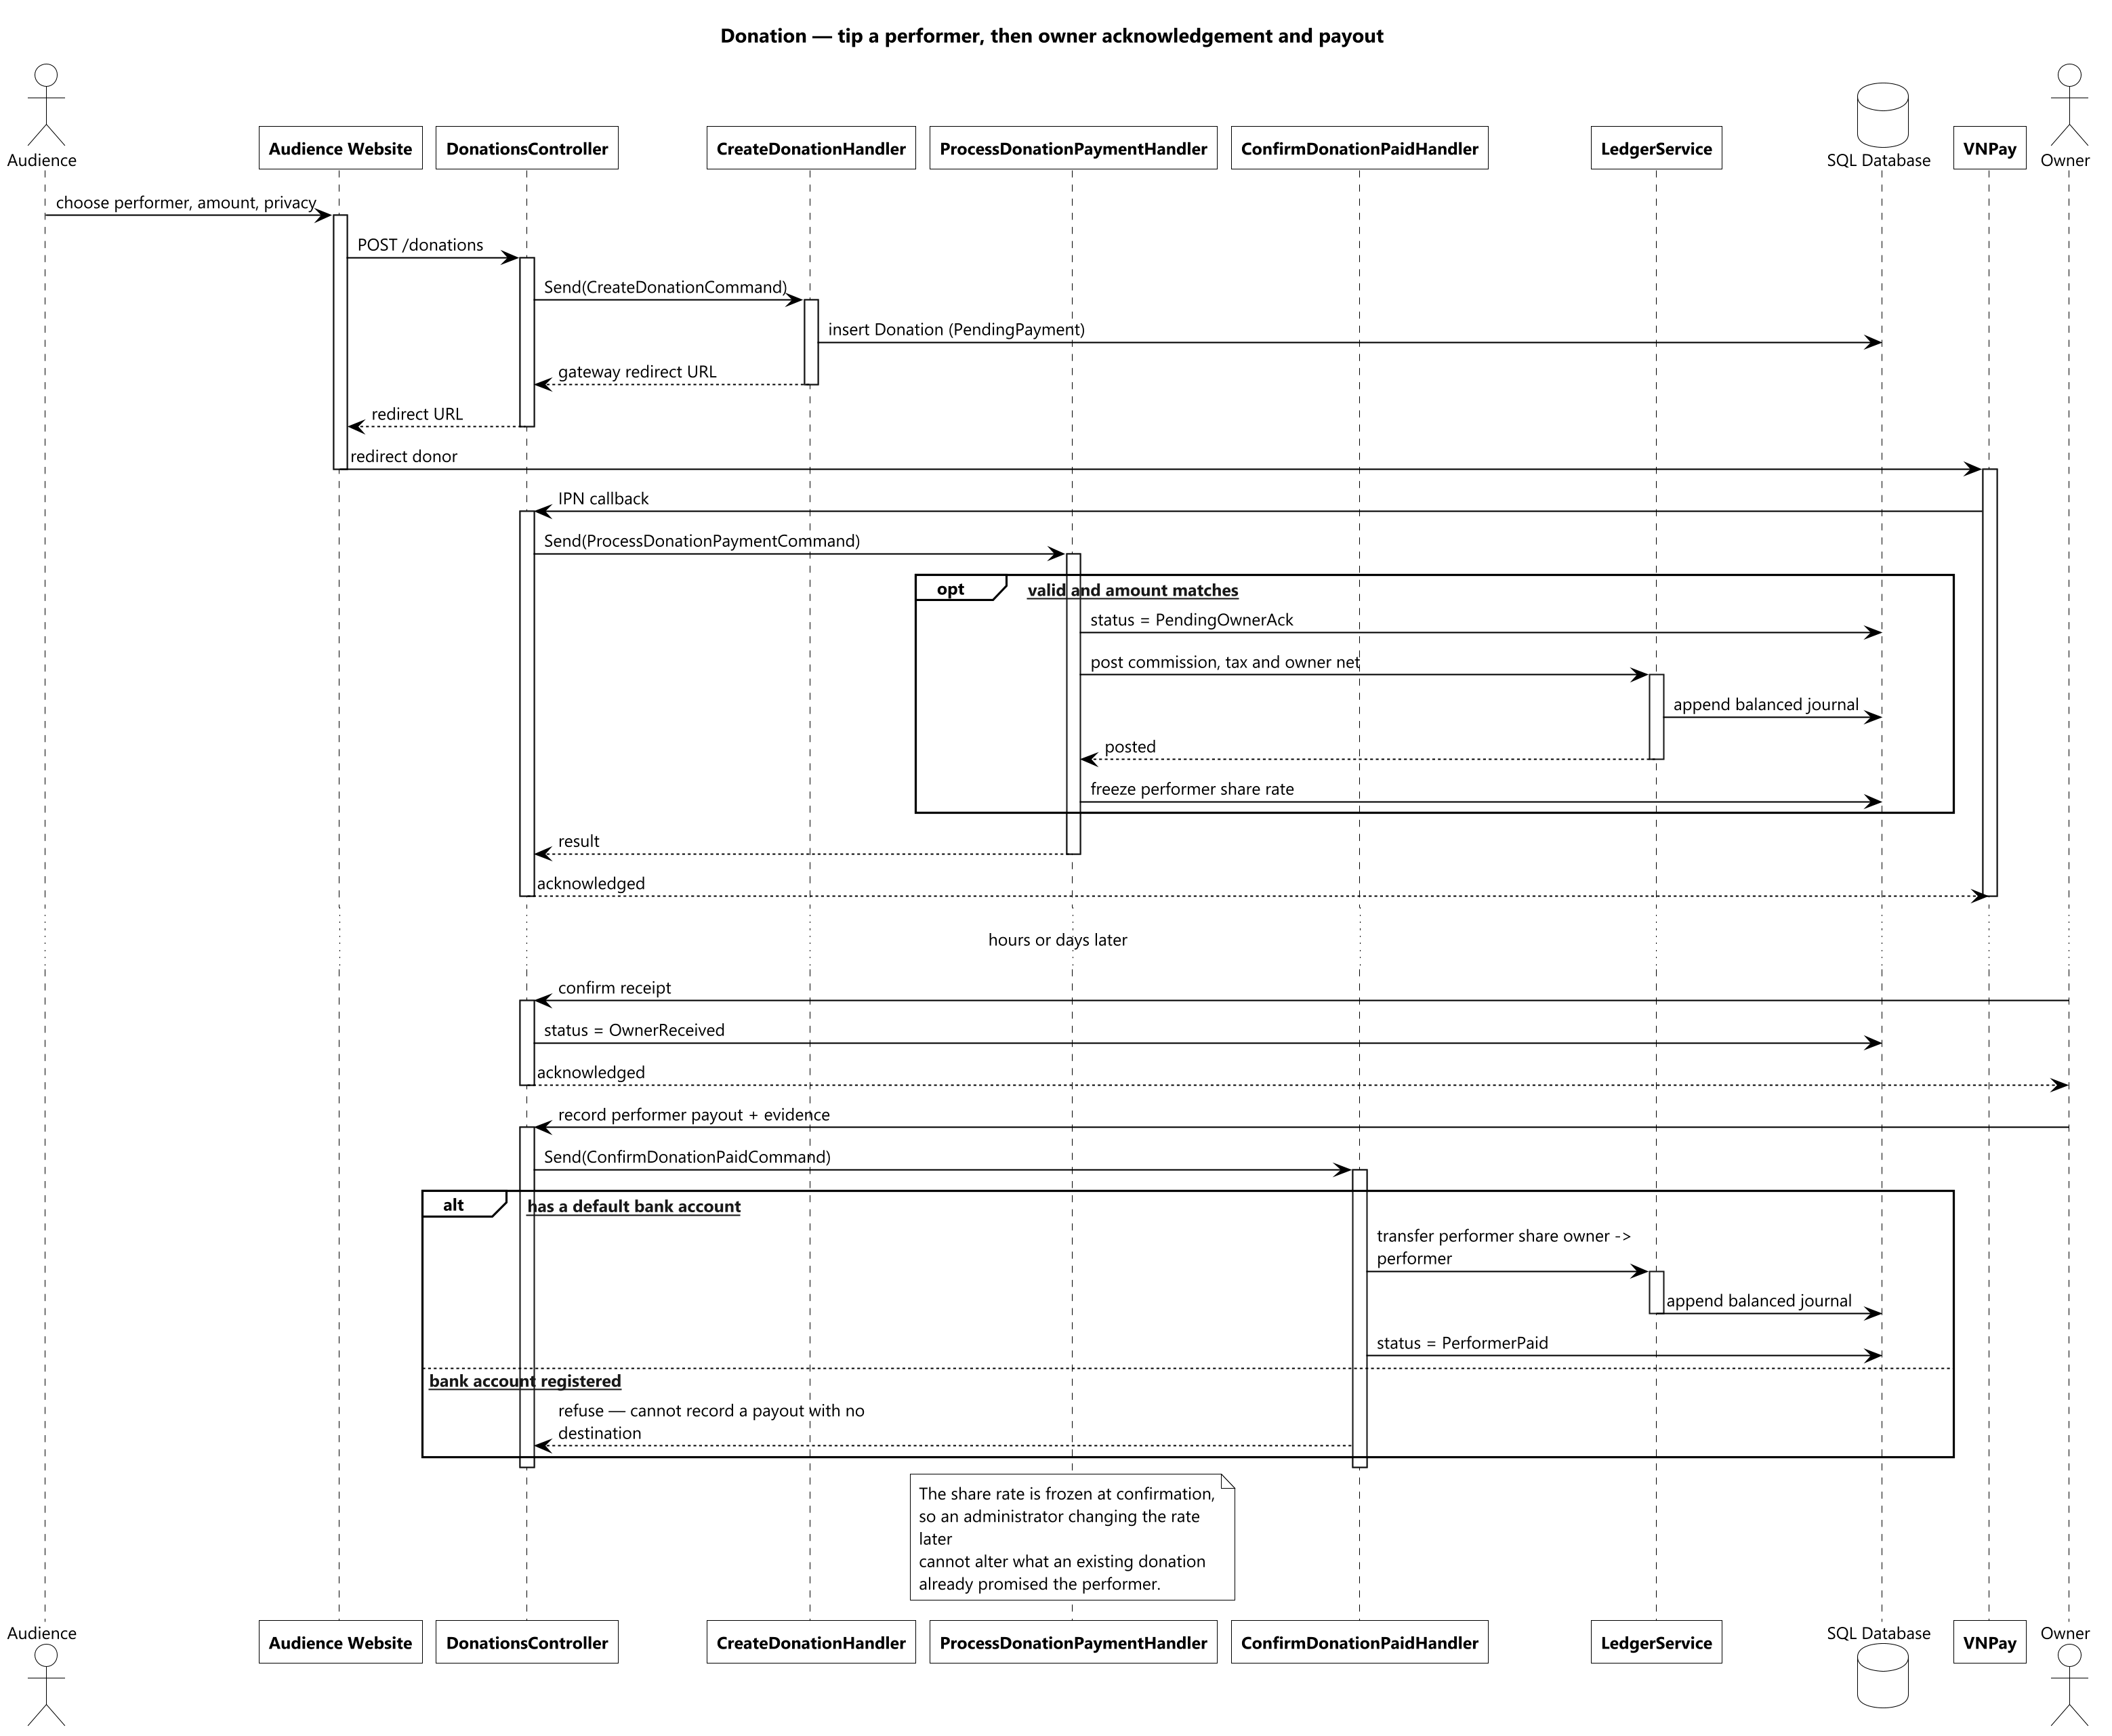 Donation — tip a performer, then owner acknowledgement and payout
Audience
Audience Website
DonationsController
CreateDonationHandler
ProcessDonationPaymentHandler
ConfirmDonationPaidHandler
LedgerService
SQL Database
VNPay
Owner
choose performer, amount, privacy
POST /donations
Send(CreateDonationCommand)
insert Donation (PendingPayment)
gateway redirect URL
redirect URL
redirect donor
IPN callback
Send(ProcessDonationPaymentCommand)
opt
valid and amount matches
status = PendingOwnerAck
post commission, tax and owner net
append balanced journal
posted
freeze performer share rate
result
acknowledged
hours or days later
confirm receipt
status = OwnerReceived
acknowledged
record performer payout + evidence
Send(ConfirmDonationPaidCommand)
alt
has a default bank account
transfer performer share owner ->
performer
append balanced journal
status = PerformerPaid
bank account registered
refuse — cannot record a payout with no
destination
The share rate is frozen at confirmation,
so an administrator changing the rate
later
cannot alter what an existing donation
already promised the performer.
Audience
Audience Website
DonationsController
CreateDonationHandler
ProcessDonationPaymentHandler
ConfirmDonationPaidHandler
LedgerService
SQL Database
VNPay
Owner